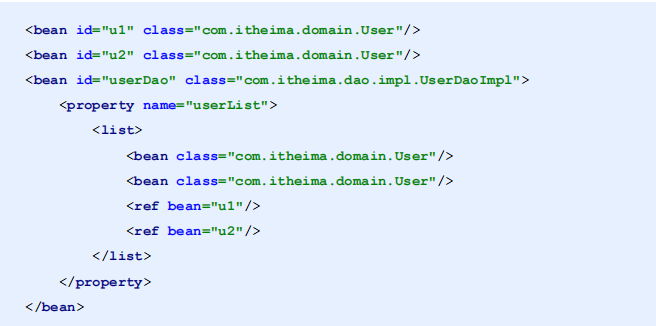 <bean id="u1" class="com.itheima.domain.User"/>
<bean id="u2" class="com.itheima.domain.User"/>
<bean id="userDao" class="com.itheima.dao.impl.UserDaoImpl">
    <property name="userList">
        <list>
            <bean class="com.itheima.domain.User"/>
            <bean class="com.itheima.domain.User"/>
            <ref bean="u1"/>
            <ref bean="u2"/>
        </list>
    </property>
</bean>